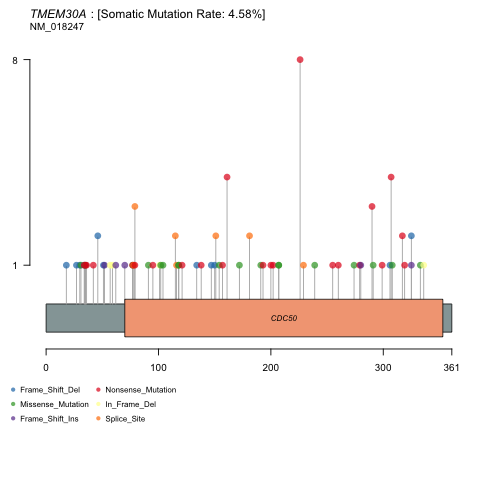 TMEM30A : [Somatic Mutation Rate: 4.58%]
NM_018247
8
1
CDC50
0 100 200 300 361
Frame_Shift_Del Nonsense_Mutation
Missense_Mutation In_Frame_Del
Frame_Shift_Ins Splice_Site